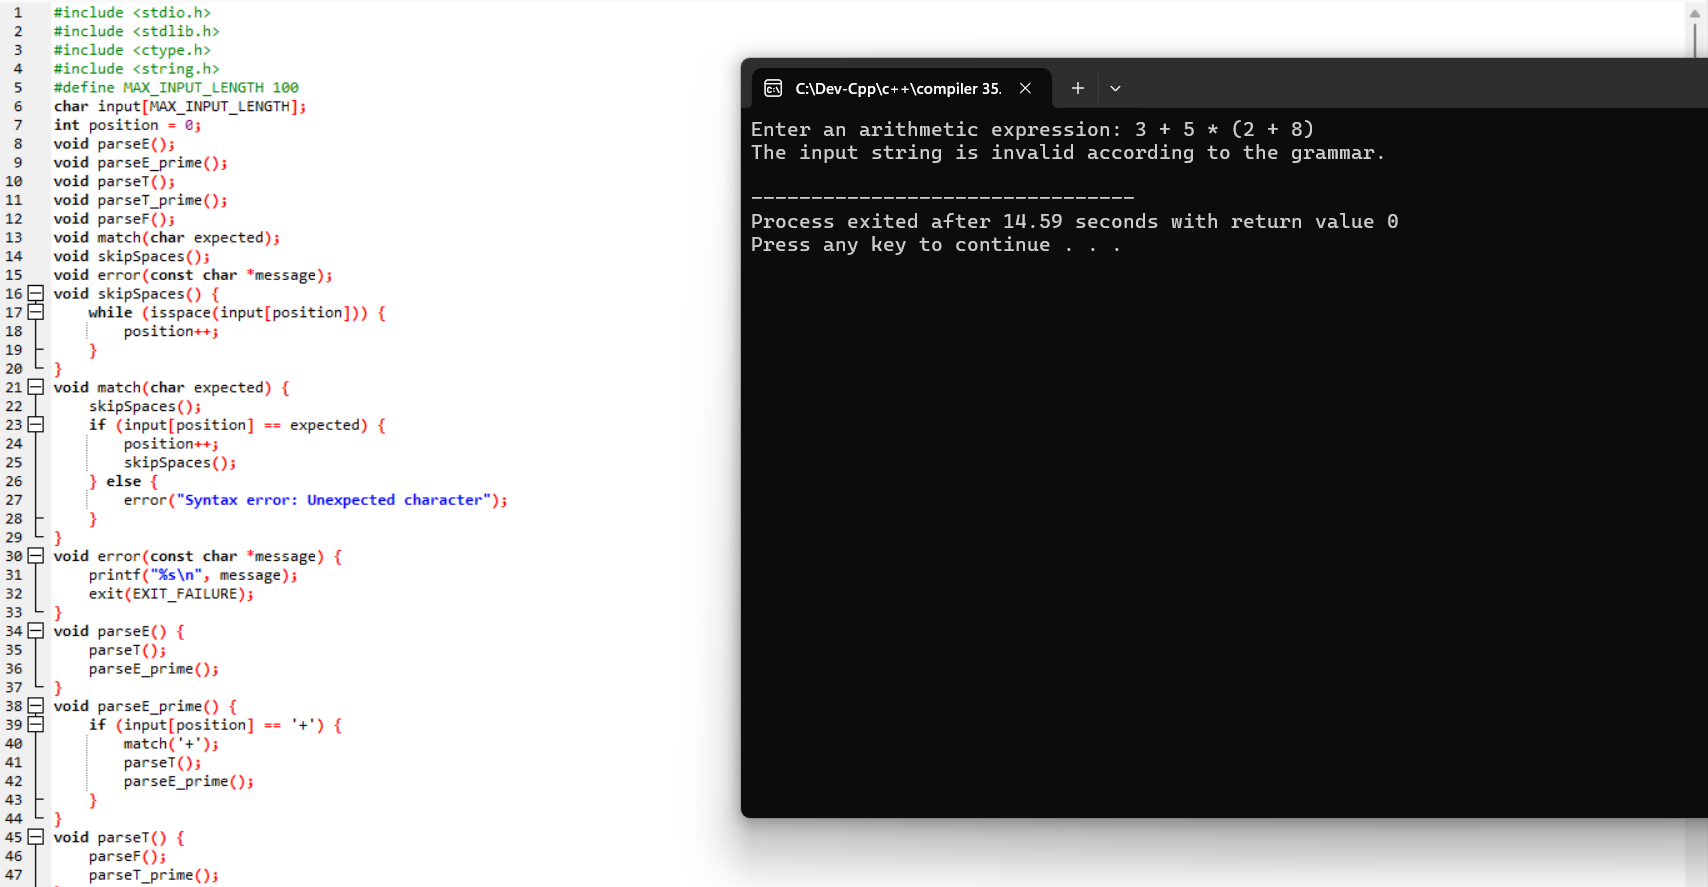 1 #include <stdio.h>
2 #include <stdlib.h>
3 #include <ctype.h>
4 #include <string.h>
5 #define MAX_INPUT_LENGTH 100
6 char input[MAX_INPUT_LENGTH];
7 int position = 0;
8 void parseE();
9 void parseE_prime();
10 void parseT();
11 void parseT_prime();
12 void parseF();
13 void match(char expected);
14 void skipSpaces();
15 void error(const char *message);
16 void skipSpaces() {
17     while (isspace(input[position])) {
18         position++;
19     }
20 }
21 void match(char expected) {
22     skipSpaces();
23     if (input[position] == expected) {
24         position++;
25         skipSpaces();
26     } else {
27         error("Syntax error: Unexpected character");
28     }
29 }
30 void error(const char *message) {
31     printf("%s\n", message);
32     exit(EXIT_FAILURE);
33 }
34 void parseE() {
35     parseT();
36     parseE_prime();
37 }
38 void parseE_prime() {
39     if (input[position] == '+') {
40         match('+');
41         parseT();
42         parseE_prime();
43     }
44 }
45 void parseT() {
46     parseF();
47     parseT_prime();
C:\Dev-Cpp\c++\compiler 35.
Enter an arithmetic expression: 3 + 5 * (2 + 8)
The input string is invalid according to the grammar.
--------------------------------
Process exited after 14.59 seconds with return value 0
Press any key to continue . . .